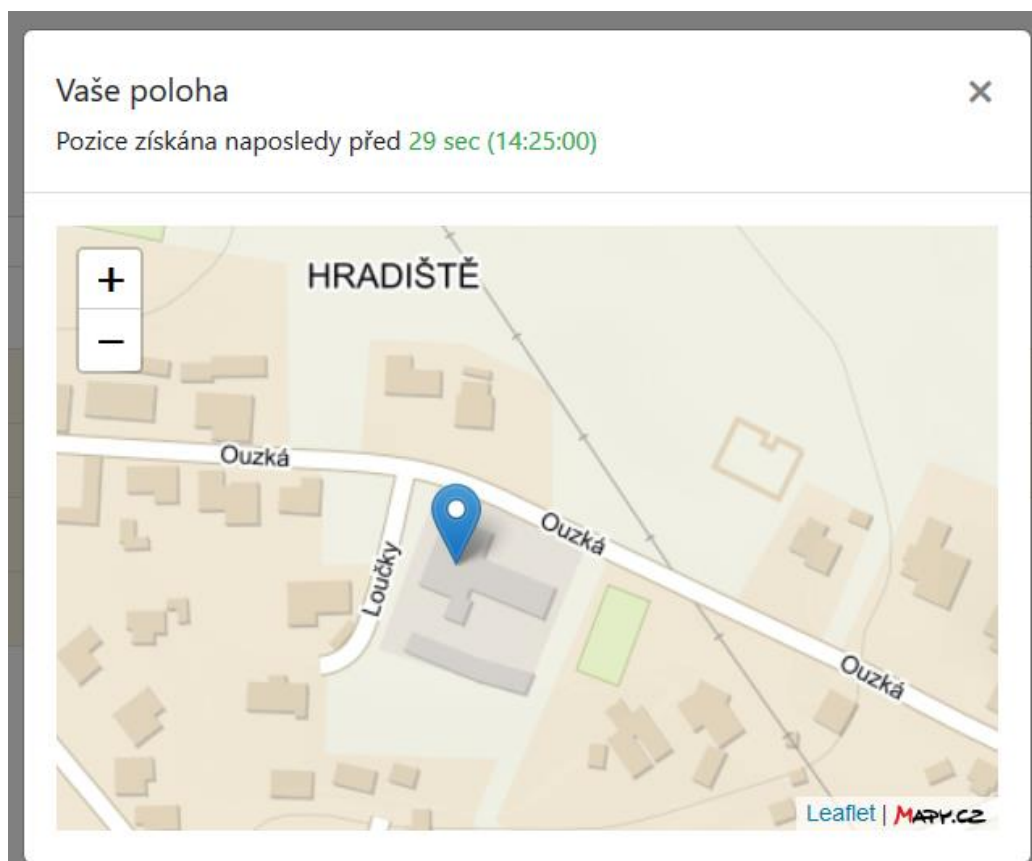 Vaše poloha
×
Pozice získána naposledy před 29 sec (14:25:00)
+
−
HRADIŠTĚ
Ouzká
Ouzká
Loučky
Ouzká
Leaflet | MAPY.CZ